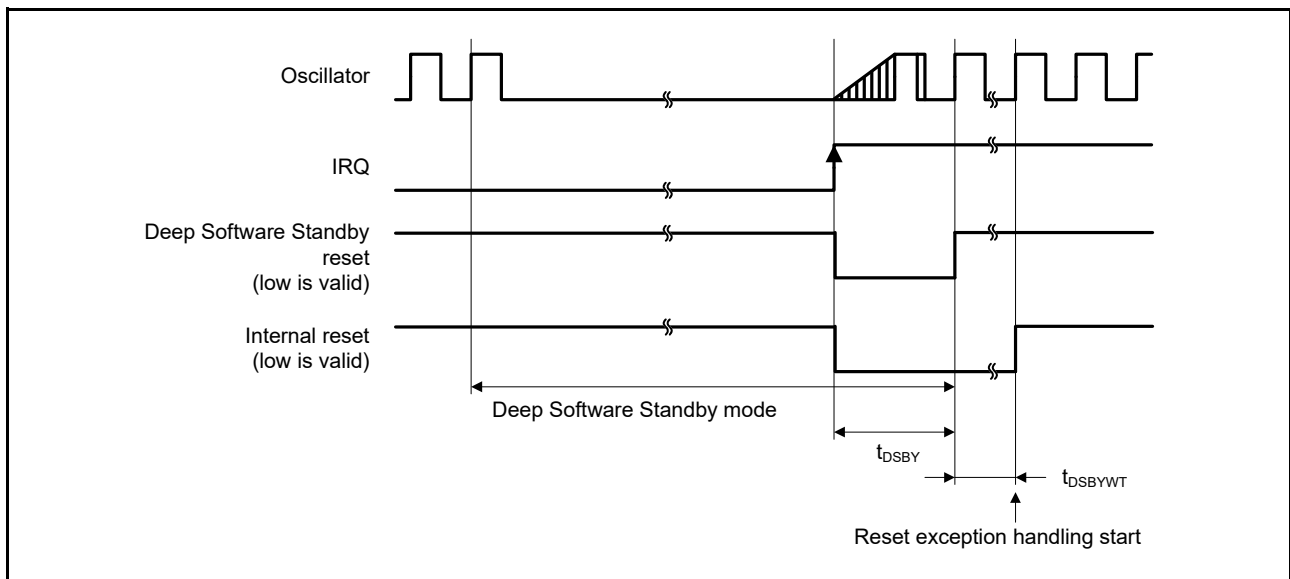 Oscillator
IRQ
Deep Software Standby
reset
(low is valid)
Internal reset
(low is valid)
Deep Software Standby mode
tDSBY
tDSBYWT
Reset exception handling start